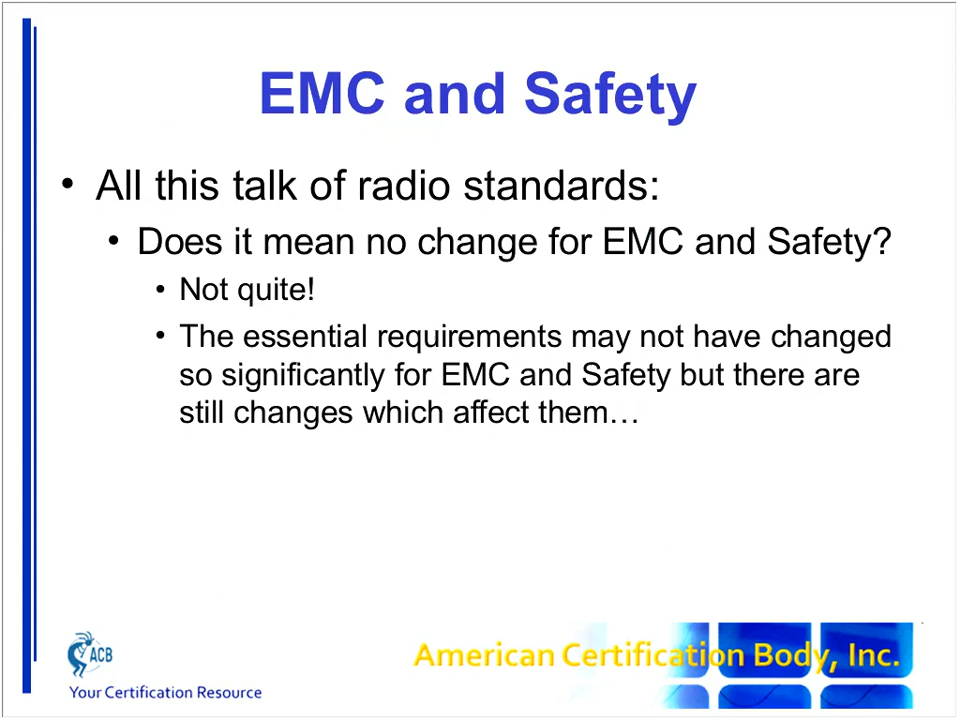 EMC and Safety
• All this talk of radio standards:
• Does it mean no change for EMC and Safety?
• Not quite!
• The essential requirements may not have changed
so significantly for EMC and Safety but there are
still changes which affect them…
ACB
American Certification Body, Inc.
Your Certification Resource